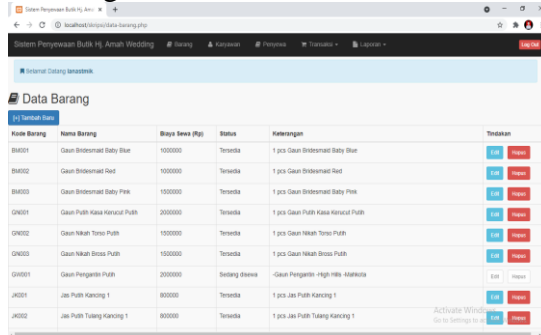 Sistem Penyewaan Butik Hj. Ama
localhost/skripsi/data-barang.php
Sistem Penyewaan Butik Hj. Amah Wedding Barang Karyawan Penyewa Transaksi Laporan Log Out
Selamat Datang
Data Barang
[+] Tambah Baru
Kode Barang Nama Barang Biaya Sewa (Rp) Status Keterangan Tindakan
BM001 Gaun Bridesmaid Baby Blue 1000000 Tersedia 1 pcs Gaun Bridesmaid Baby Blue Edit Hapus
BM002 Gaun Bridesmaid Red 1000000 Tersedia 1 pcs Gaun Bridesmaid Red Edit Hapus
BM003 Gaun Bridesmaid Baby Pink 1500000 Tersedia 1 pcs Gaun Bridesmaid Baby Pink Edit Hapus
GN001 Gaun Putih Kasa Kerucut Putih 2000000 Tersedia 1 pcs Gaun Putih Kasa Kerucut Putih Edit Hapus
GN002 Gaun Nikah Torso Putih 1500000 Tersedia 1 pcs Gaun Nikah Torso Putih Edit Hapus
GN003 Gaun Nikah Bross Putih 1500000 Tersedia 1 pcs Gaun Nikah Bross Putih Edit Hapus
GW001 Gaun Pengantin Putih 2000000 Sedang disewa -Gaun Pengantin -High Hills -Mahkota Edit Hapus
JK001 Jas Putih Kancing 1 800000 Tersedia 1 pcs Jas Putih Kancing 1 Edit Hapus
JK002 Jas Putih Tulang Kancing 1 800000 Tersedia 1 pcs Jas Putih Tulang Kancing 1 Edit Hapus
Activate Windows
Go to Settings to